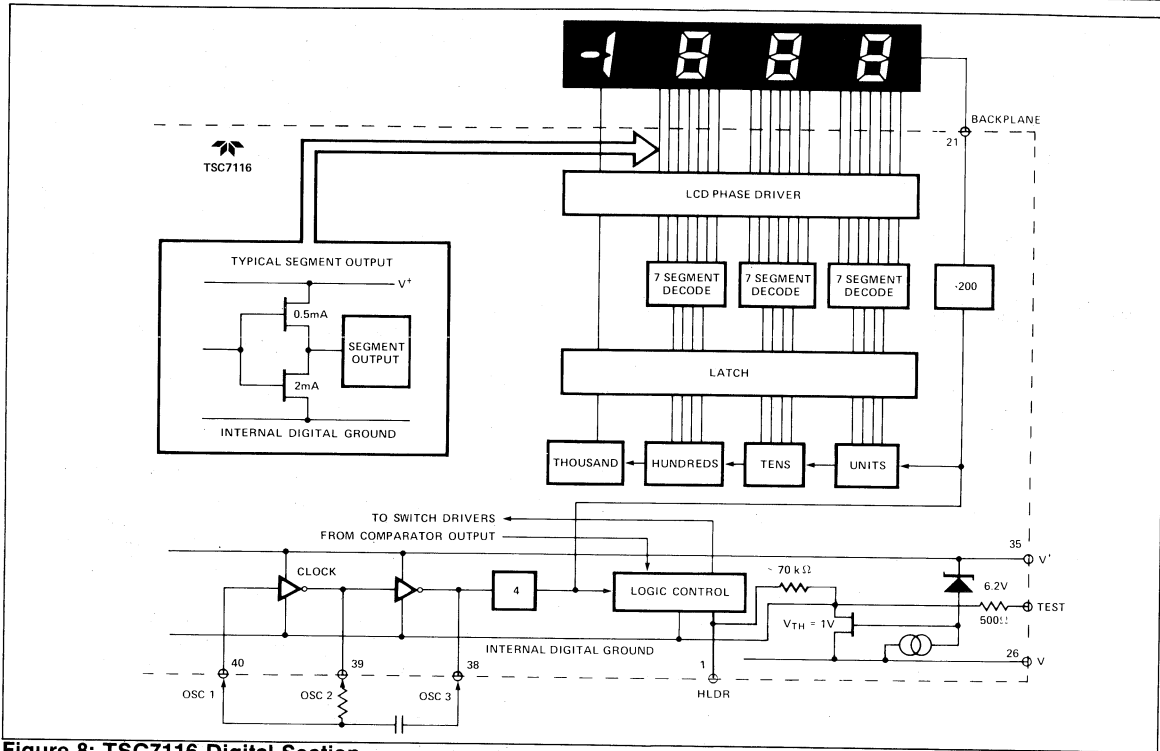 -1 8 8 8
BACKPLANE
21
TSC7116
LCD PHASE DRIVER
TYPICAL SEGMENT OUTPUT
V+
0.5mA
SEGMENT
OUTPUT
2mA
INTERNAL DIGITAL GROUND
7 SEGMENT
DECODE
7 SEGMENT
DECODE
7 SEGMENT
DECODE
·200
LATCH
THOUSAND
HUNDREDS
TENS
UNITS
TO SWITCH DRIVERS
FROM COMPARATOR OUTPUT
35
V'
CLOCK
~ 70 kΩ
6.2V
4
LOGIC CONTROL
TEST
500Ω
VTH = 1V
INTERNAL DIGITAL GROUND
26
V
40
39
38
1
OSC 1
OSC 2
OSC 3
HLDR
Figure 8: TSC7116 Digital Section